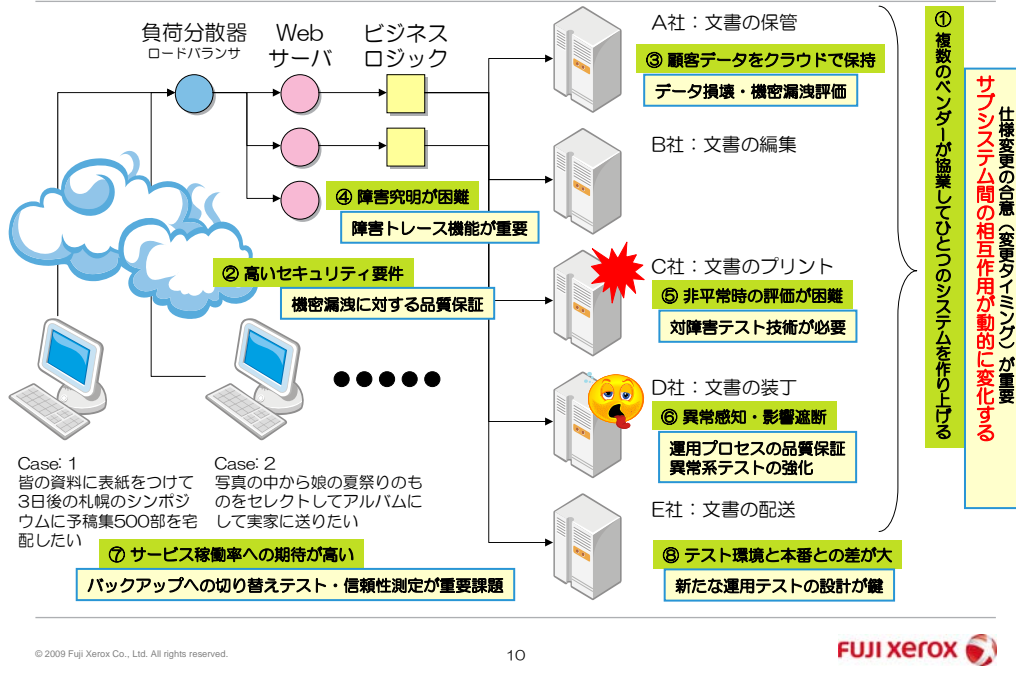 負荷分散器
ロードバランサ
Web
サーバ
ビジネス
ロジック
A社：文書の保管
③ 顧客データをクラウドで保持
データ損壊・機密漏洩評価
B社：文書の編集
④ 障害究明が困難
障害トレース機能が重要
② 高いセキュリティ要件
機密漏洩に対する品質保証
C社：文書のプリント
⑤ 非平常時の評価が困難
対障害テスト技術が必要
D社：文書の装丁
⑥ 異常感知・影響遮断
運用プロセスの品質保証
異常系テストの強化
E社：文書の配送
⑧ テスト環境と本番との差が大
新たな運用テストの設計が鍵
① 複数のベンダーが協業してひとつのシステムを作り上げる
仕様変更の合意（変更タイミング）が重要
サブシステム間の相互作用が動的に変化する
●●●●●
Case: 1
皆の資料に表紙をつけて
3日後の札幌のシンポジ
ウムに予稿集500部を宅
配したい
Case: 2
写真の中から娘の夏祭りのも
のをセレクトしてアルバムに
して実家に送りたい
⑦ サービス稼働率への期待が高い
バックアップへの切り替えテスト・信頼性測定が重要課題
© 2009 Fuji Xerox Co., Ltd. All rights reserved.
10
FUJI XEROX